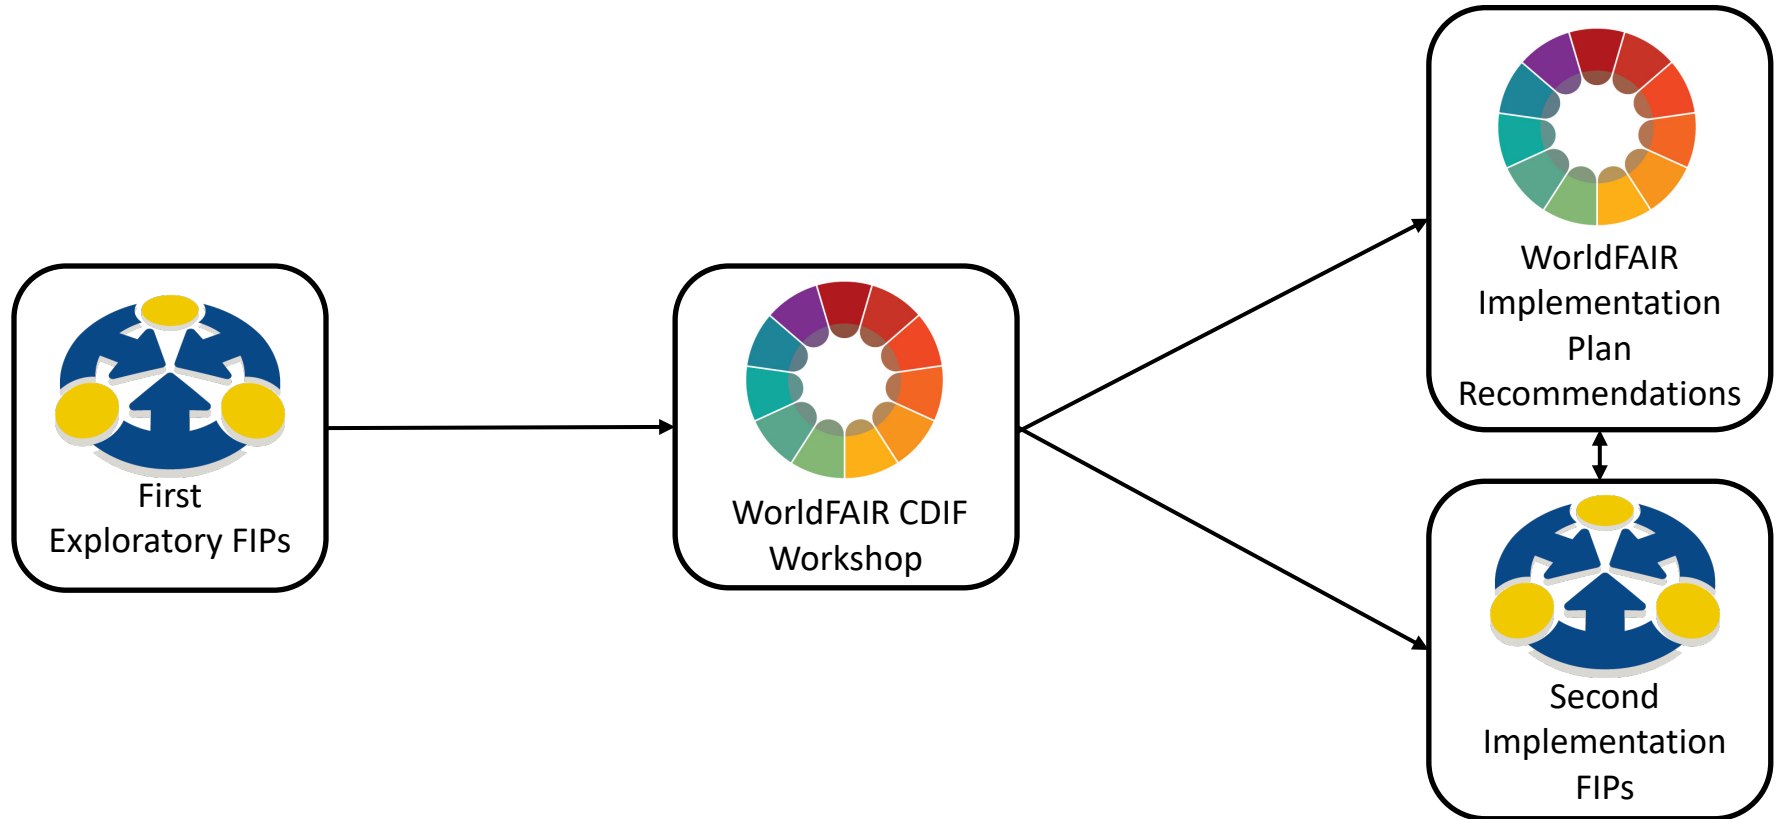 First
Exploratory FIPs
WorldFAIR CDIF
Workshop
WorldFAIR
Implementation
Plan
Recommendations
Second
Implementation
FIPs